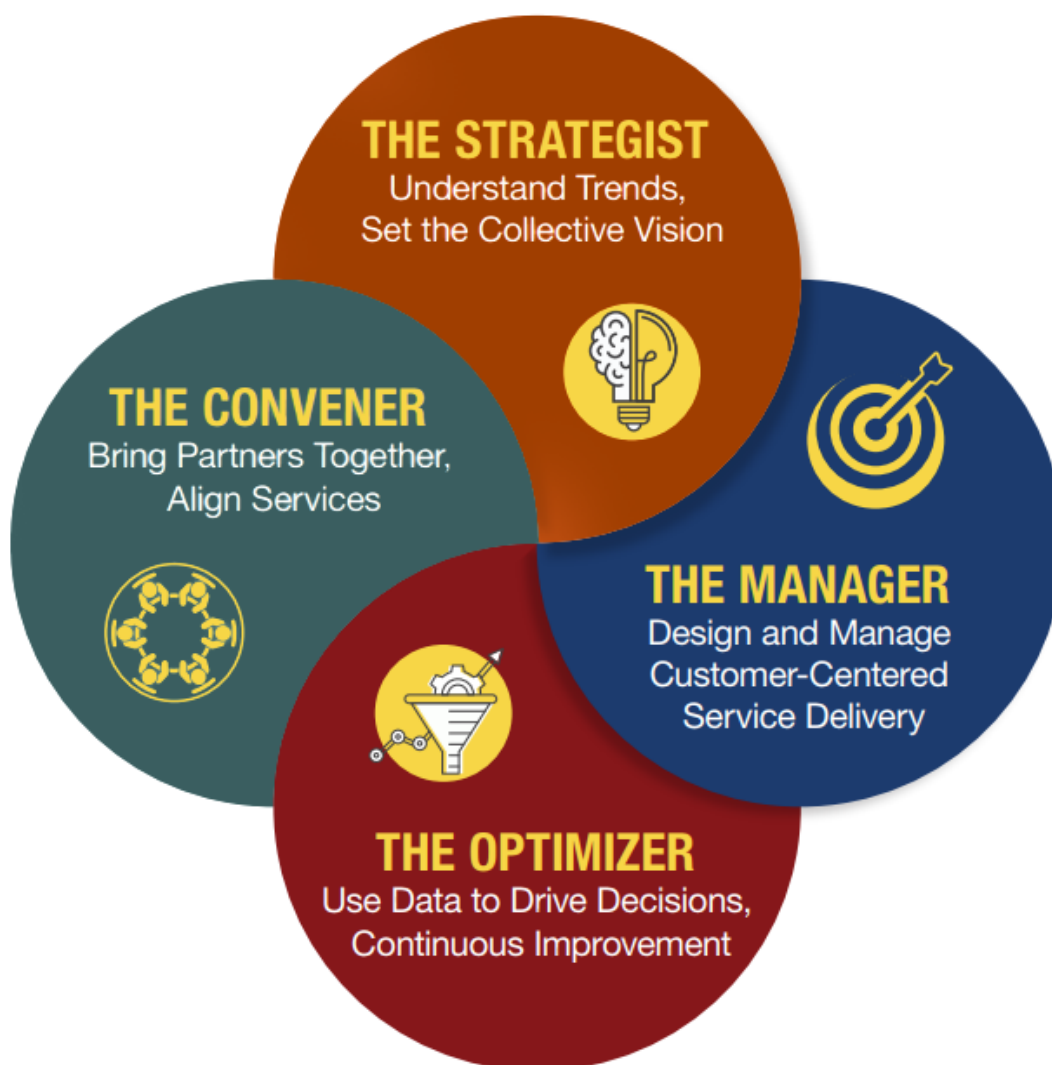 THE STRATEGIST
Understand Trends,
Set the Collective Vision
THE CONVENER
Bring Partners Together,
Align Services
THE MANAGER
Design and Manage
Customer-Centered
Service Delivery
THE OPTIMIZER
Use Data to Drive Decisions,
Continuous Improvement